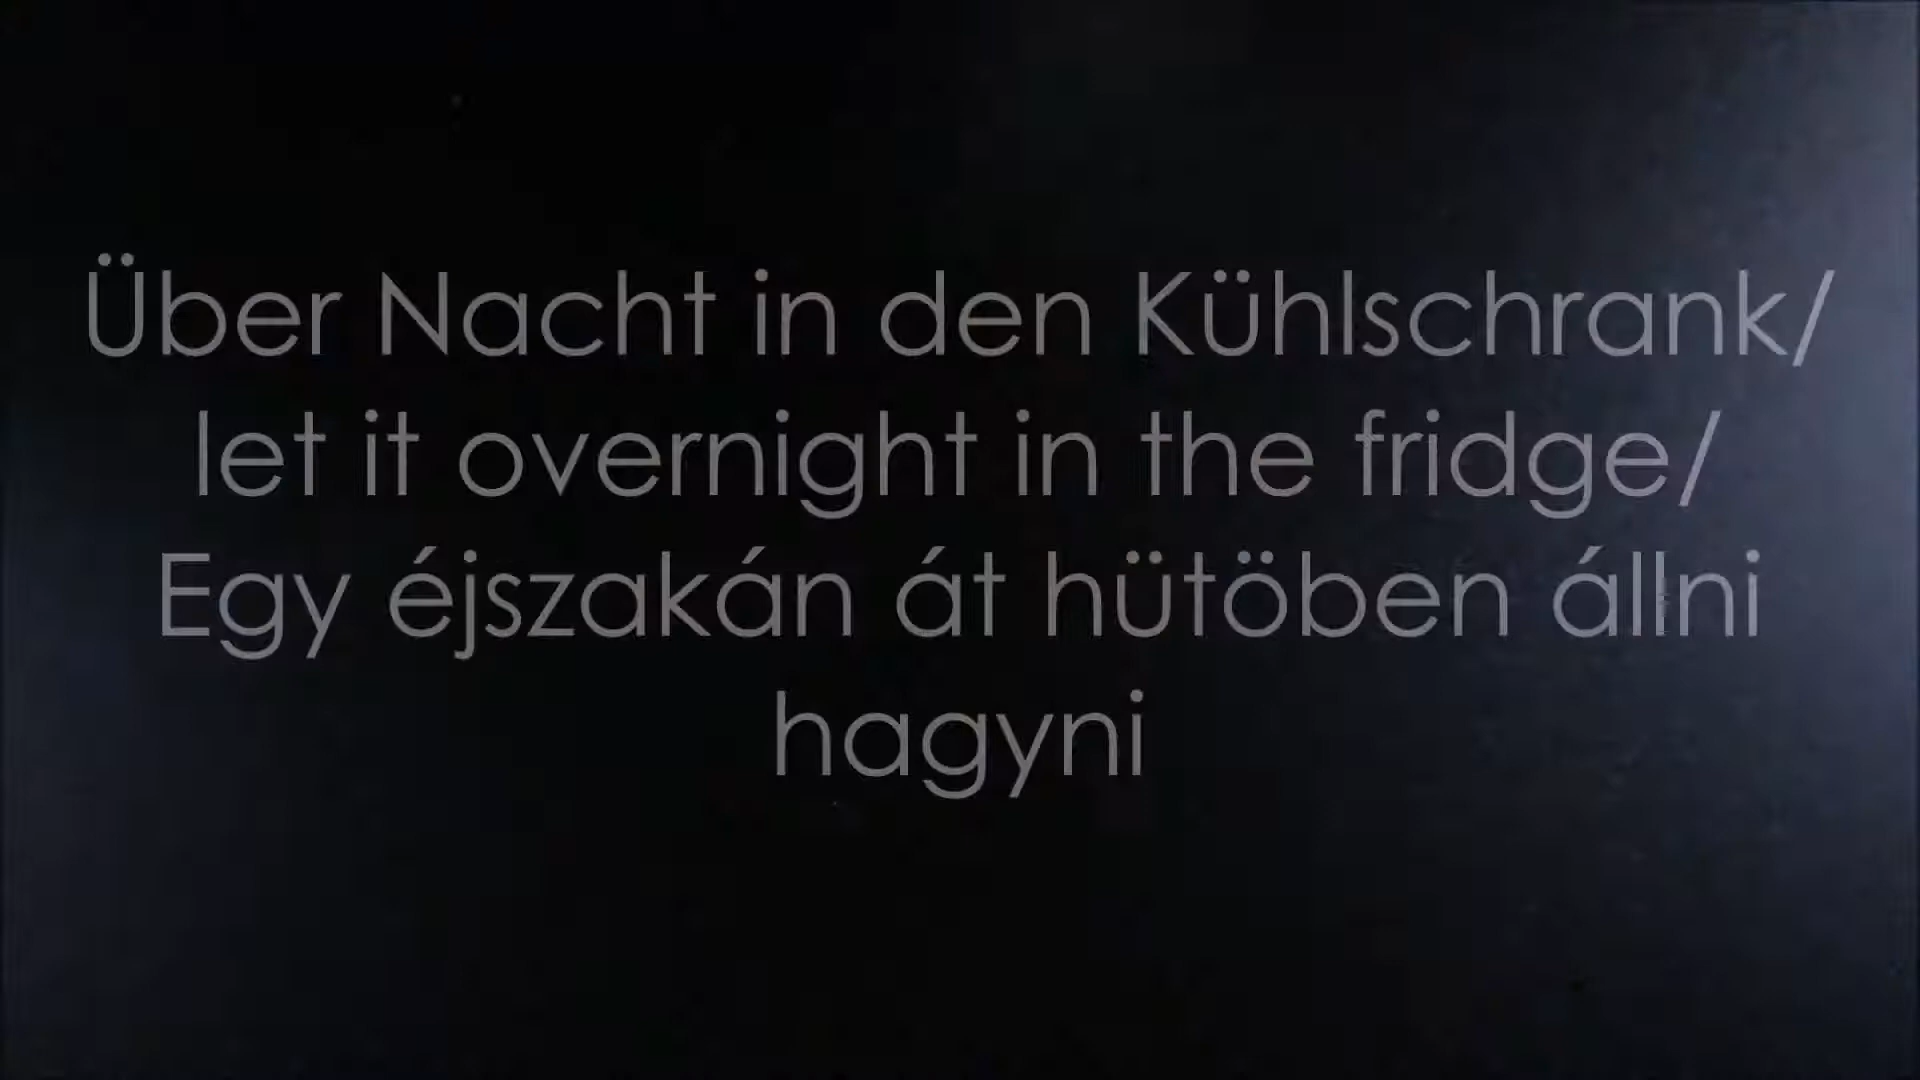 Über Nacht in den Kühlschrank/
let it overnight in the fridge/
Egy éjszakán át hütöben állni
hagyni